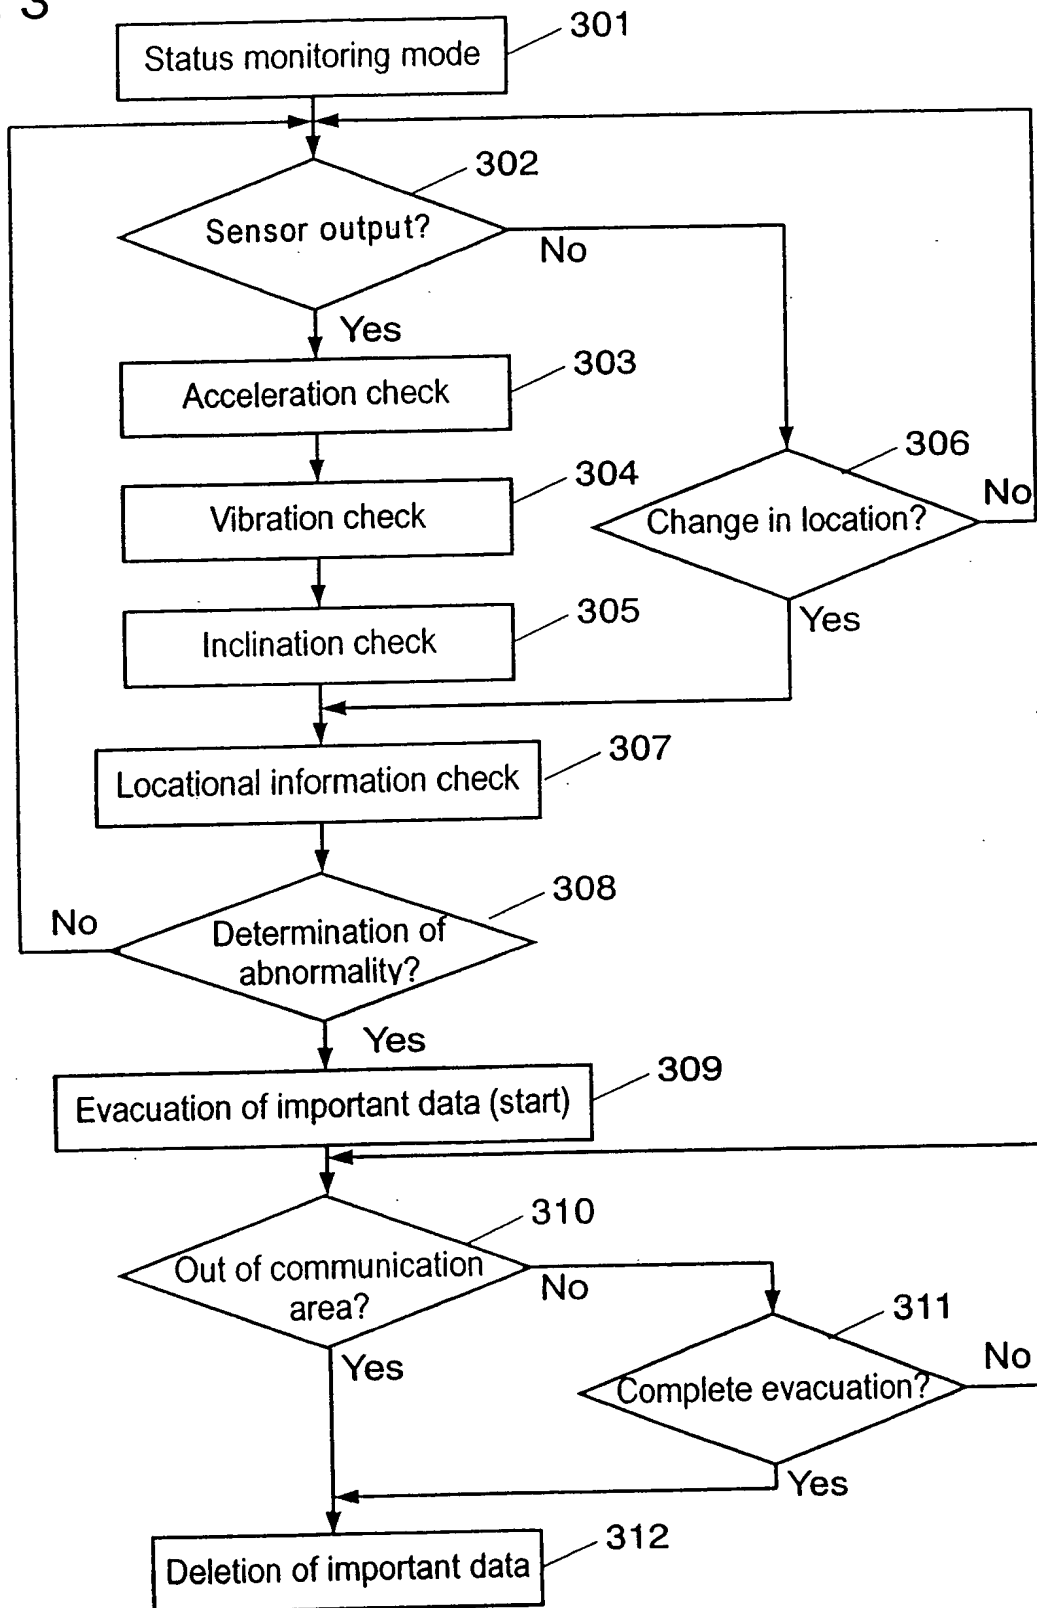 3
Status monitoring mode
301
302
Sensor output?
No
Yes
303
Acceleration check
304
306
Vibration check
Change in location?
No
305
Inclination check
Yes
307
Locational information check
308
No
Determination of
abnormality?
Yes
309
Evacuation of important data (start)
310
Out of communication
area?
No
311
Yes
Complete evacuation?
No
Yes
312
Deletion of important data